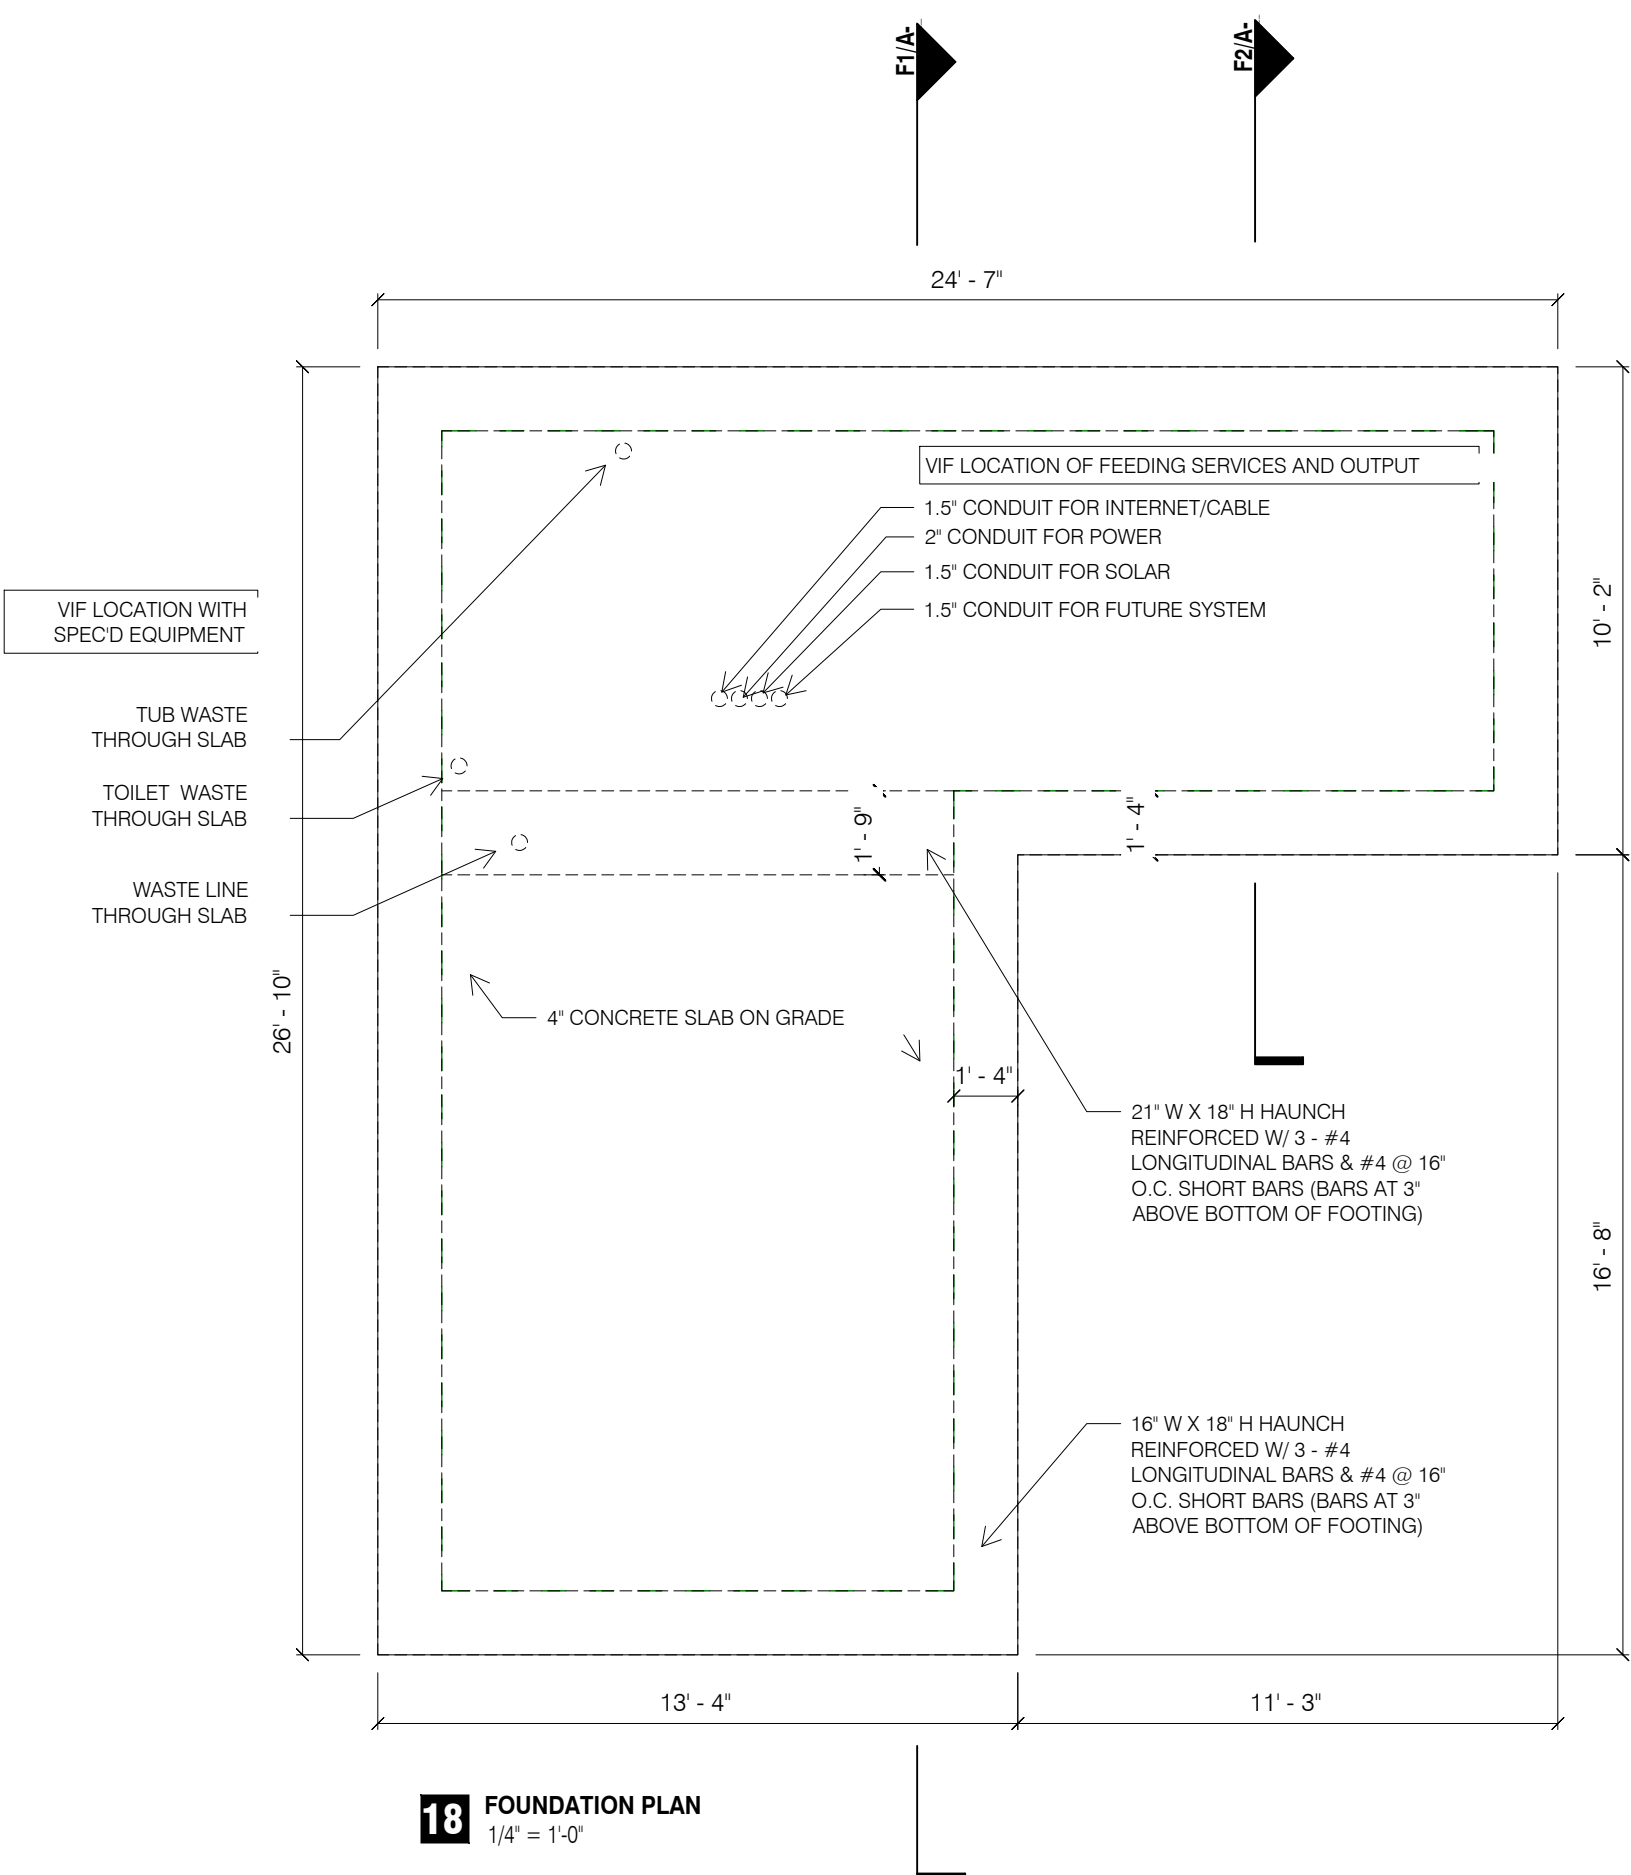 F1/A-
F2/A-
24' - 7"
VIF LOCATION OF FEEDING SERVICES AND OUTPUT
1.5" CONDUIT FOR INTERNET/CABLE
2" CONDUIT FOR POWER
1.5" CONDUIT FOR SOLAR
1.5" CONDUIT FOR FUTURE SYSTEM
10' - 2"
VIF LOCATION WITH
SPEC'D EQUIPMENT
TUB WASTE
THROUGH SLAB
TOILET WASTE
THROUGH SLAB
1' - 9"
1' - 4"
WASTE LINE
THROUGH SLAB
26' - 10"
4" CONCRETE SLAB ON GRADE
1' - 4"
21" W X 18" H HAUNCH
REINFORCED W/ 3 - #4
LONGITUDINAL BARS & #4 @ 16"
O.C. SHORT BARS (BARS AT 3"
ABOVE BOTTOM OF FOOTING)
16' - 8"
16" W X 18" H HAUNCH
REINFORCED W/ 3 - #4
LONGITUDINAL BARS & #4 @ 16"
O.C. SHORT BARS (BARS AT 3"
ABOVE BOTTOM OF FOOTING)
13' - 4"
11' - 3"
18 FOUNDATION PLAN
1/4" = 1'-0"